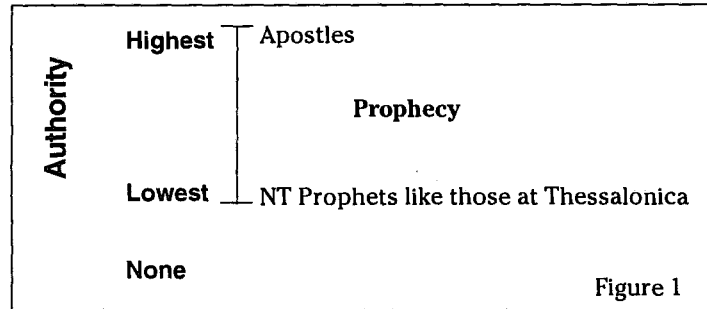 Authority
Highest Apostles
Prophecy
Lowest NT Prophets like those at Thessalonica
None
Figure 1